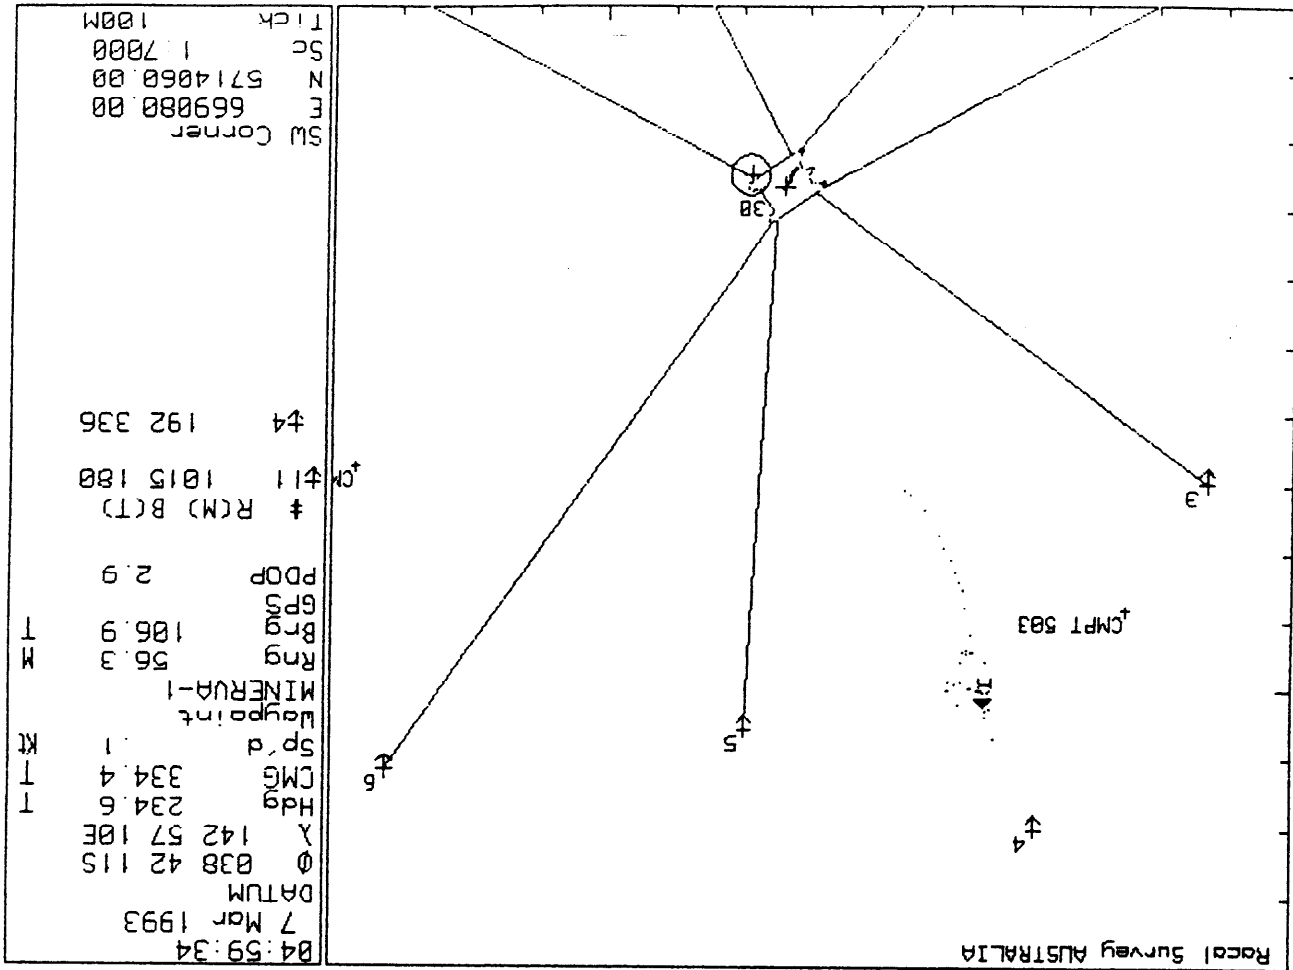 Racal Survey AUSTRALIA
04:59:34
7 Mar 1993
DATUM
Φ 038 42 11S
λ 142 57 10E
Hdg 234.6 T
CMG 334.4 T
Sp'd .1 Kt
Waypoint
MINERVA-1
Rng 56.3 M
Brg 106.9 T
GPS
PDOP 2.9
‡ R(M) B(T)
11 1015 180
4 192 336
SW Corner
E 669080.00
N 5714060.00
Sc 1:7000
Tick 100M
4
6
5
CMPT 503
3
CM
(30
2